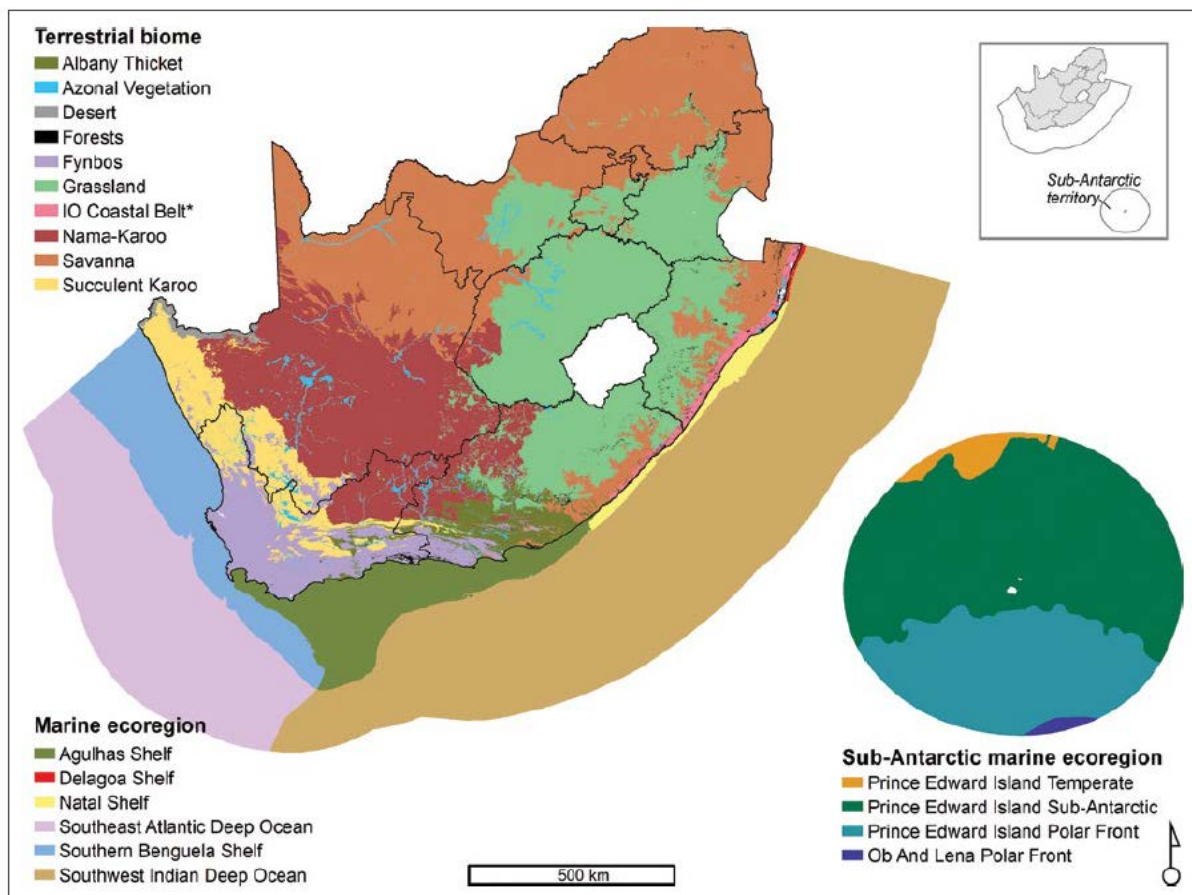 Terrestrial biome
Albany Thicket
Azonal Vegetation
Desert
Forests
Fynbos
Grassland
IO Coastal Belt*
Nama-Karoo
Savanna
Succulent Karoo
Sub-Antarctic
territory
Marine ecoregion
Agulhas Shelf
Delagoa Shelf
Natal Shelf
Southeast Atlantic Deep Ocean
Southern Benguela Shelf
Southwest Indian Deep Ocean
500 km
Sub-Antarctic marine ecoregion
Prince Edward Island Temperate
Prince Edward Island Sub-Antarctic
Prince Edward Island Polar Front
Ob And Lena Polar Front